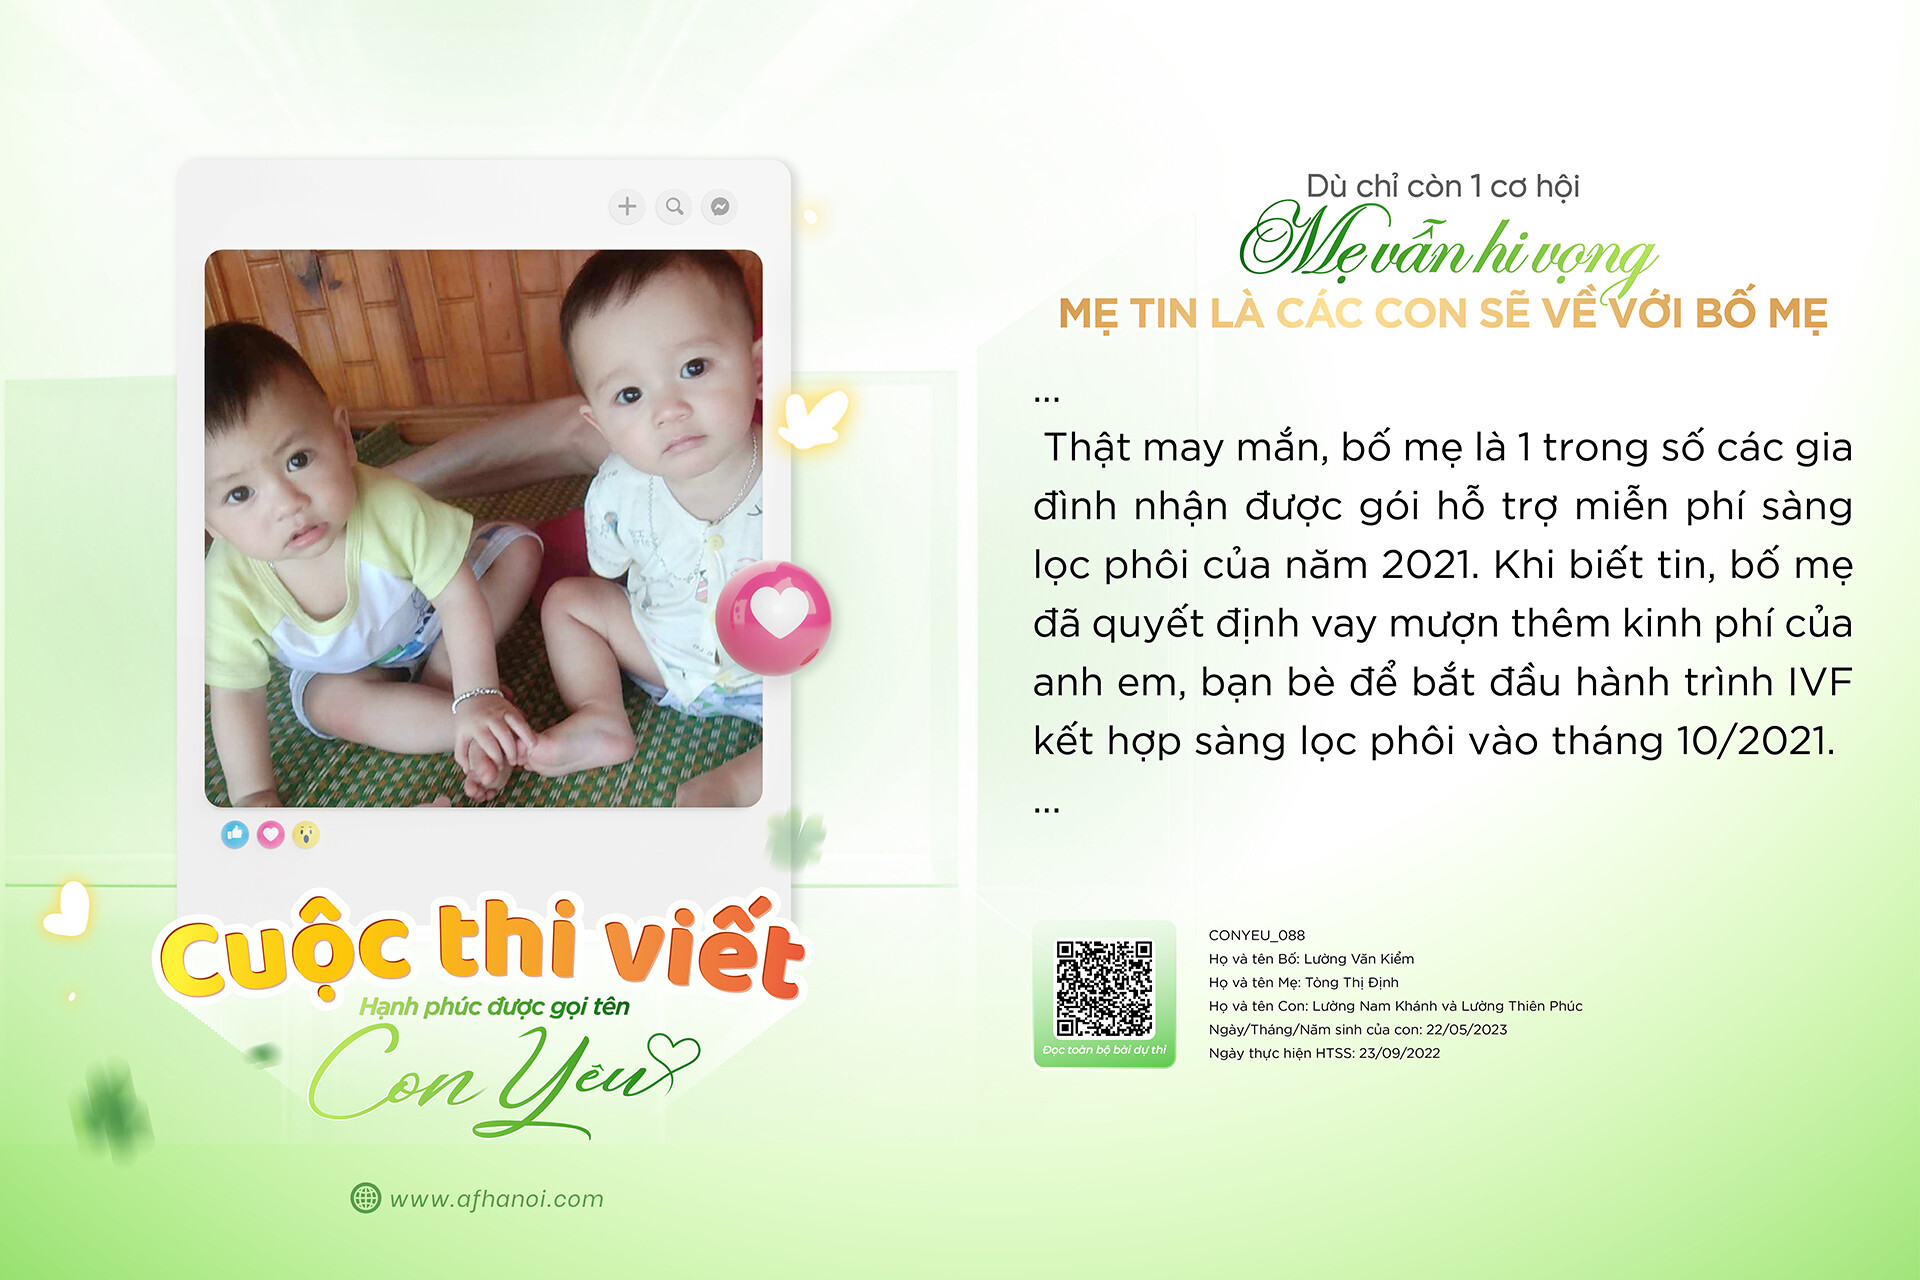 Dù chỉ còn 1 cơ hội
Mẹ vẫn hi vọng
MẸ TIN LÀ CÁC CON SẼ VỀ VỚI BỐ MẸ
...
Thật may mắn, bố mẹ là 1 trong số các gia
đình nhận được gói hỗ trợ miễn phí sàng
lọc phôi của năm 2021. Khi biết tin, bố mẹ
đã quyết định vay mượn thêm kinh phí của
anh em, bạn bè để bắt đầu hành trình IVF
kết hợp sàng lọc phôi vào tháng 10/2021.
...
Cuộc thi viết
Hạnh phúc được gọi tên
Con Yêu
www.afhanoi.com
Đọc toàn bộ bài dự thi
CONYEU_088
Họ và tên Bố: Lường Văn Kiểm
Họ và tên Mẹ: Tòng Thị Định
Họ và tên Con: Lường Nam Khánh và Lường Thiên Phúc
Ngày/Tháng/Năm sinh của con: 22/05/2023
Ngày thực hiện HTSS: 23/09/2022